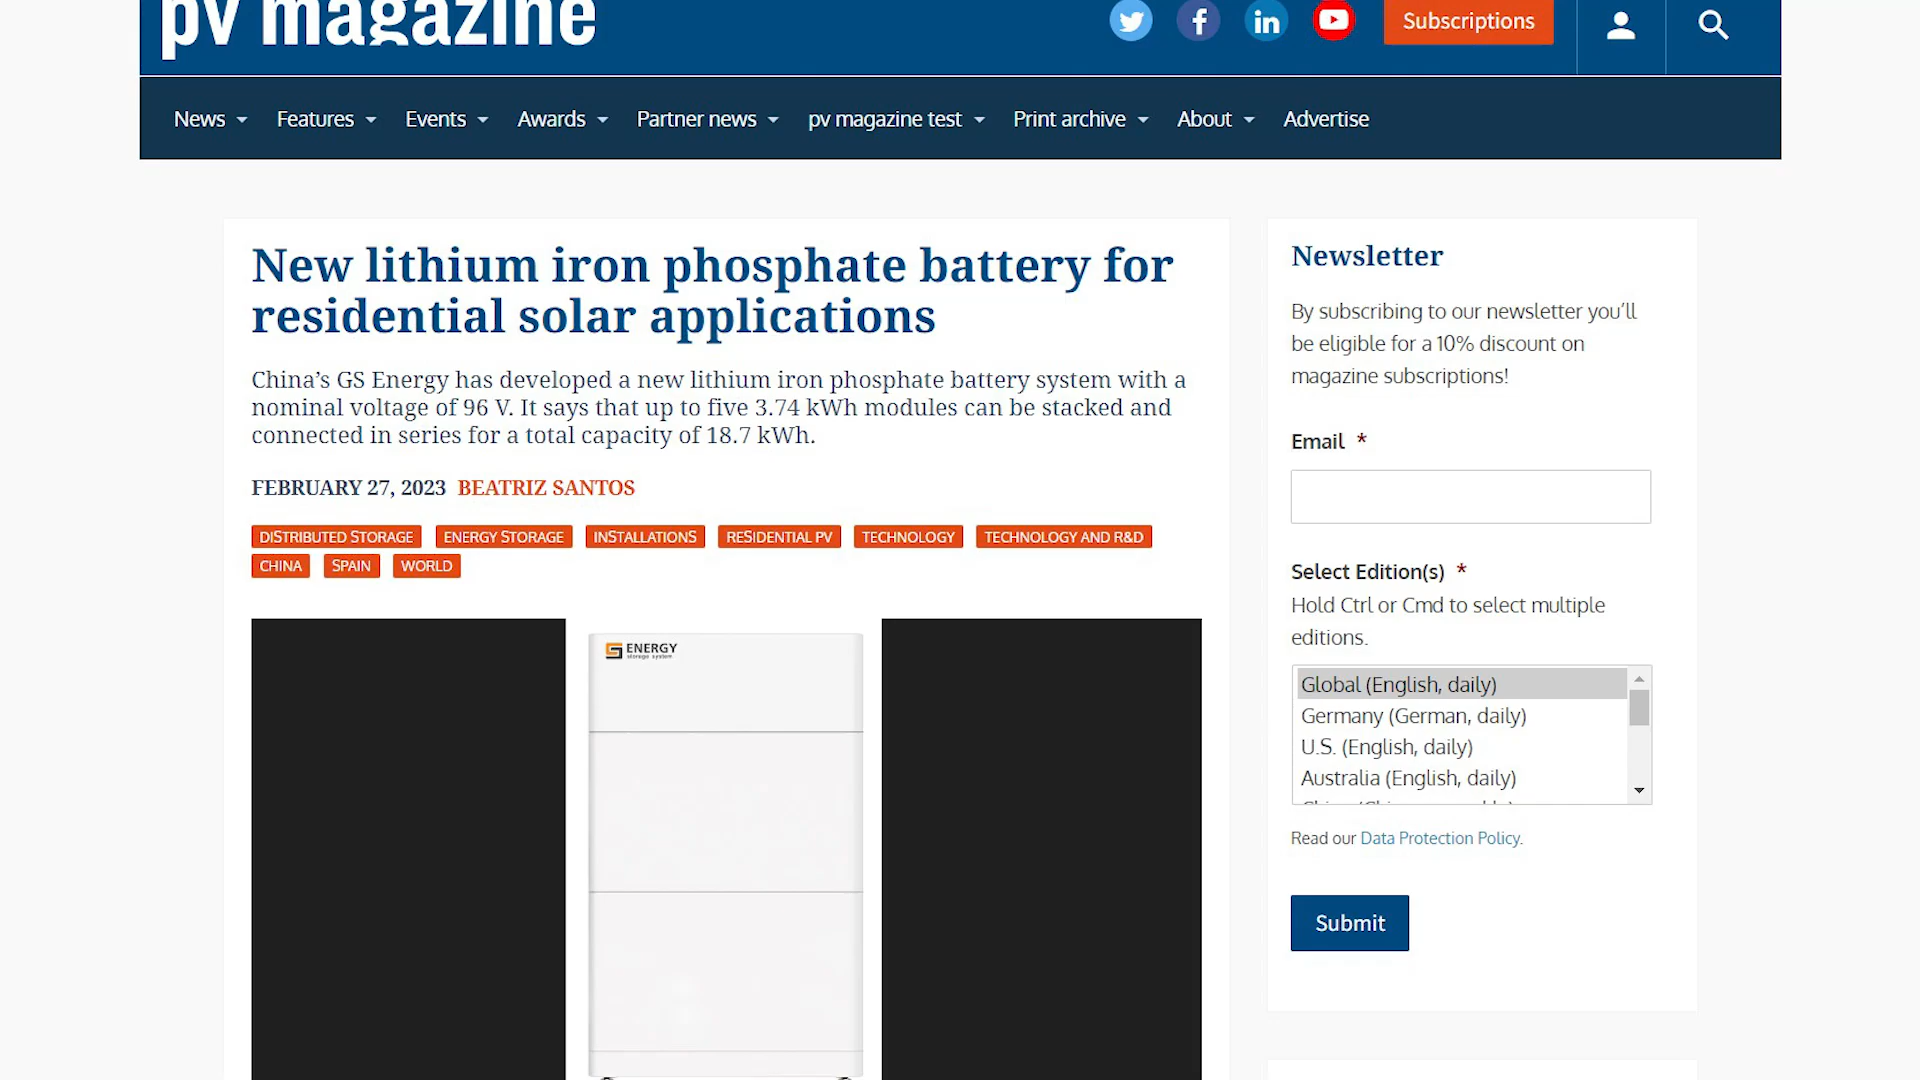 pv magazine
Subscriptions
News
Features
Events
Awards
Partner news
pv magazine test
Print archive
About
Advertise
New lithium iron phosphate battery for
residential solar applications
China’s GS Energy has developed a new lithium iron phosphate battery system with a
nominal voltage of 96 V. It says that up to five 3.74 kWh modules can be stacked and
connected in series for a total capacity of 18.7 kWh.
FEBRUARY 27, 2023 BEATRIZ SANTOS
DISTRIBUTED STORAGE
ENERGY STORAGE
INSTALLATIONS
RESIDENTIAL PV
TECHNOLOGY
TECHNOLOGY AND R&D
CHINA
SPAIN
WORLD
ENERGY
storage system
Newsletter
By subscribing to our newsletter you’ll
be eligible for a 10% discount on
magazine subscriptions!
Email *
Select Edition(s) *
Hold Ctrl or Cmd to select multiple
editions.
Global (English, daily)
Germany (German, daily)
U.S. (English, daily)
Australia (English, daily)
Read our Data Protection Policy.
Submit